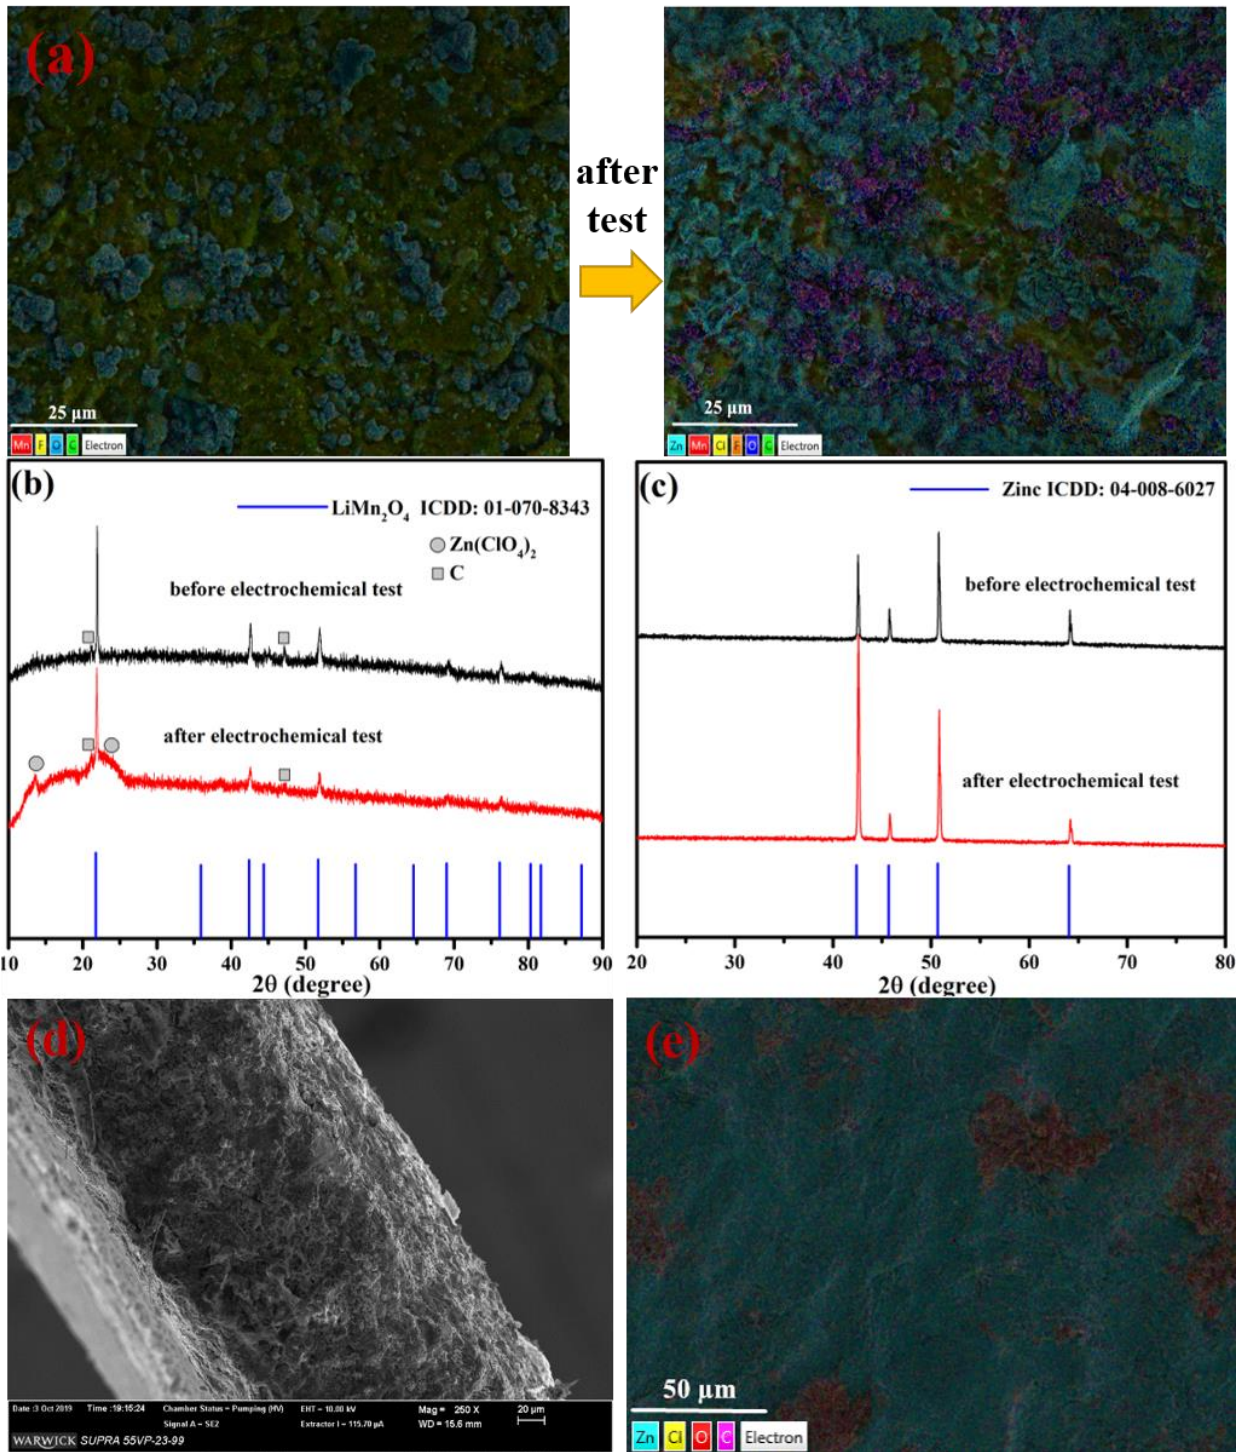 (a)
after
test
25 μm
Mn F O C Electron
25 μm
Zn Mn Cl F O C Electron
(b)
LiMn₂O₄ ICDD: 01-070-8343
Zn(ClO₄)₂
C
before electrochemical test
after electrochemical test
10 20 30 40 50 60 70 80 90
2θ (degree)
(c)
Zinc ICDD: 04-008-6027
before electrochemical test
after electrochemical test
20 30 40 50 60 70 80
2θ (degree)
(d)
Date :3 Oct 2019 Time :19:15:24 Chamber Status = Pumping (HV) EHT = 10.00 kV Mag = 250 X 20 μm
Signal A = SE2 Extractor I = 115.70 μA WD = 15.6 mm
WARWICK SUPRA 55VP-23-99
(e)
50 μm
Zn Cl O C Electron